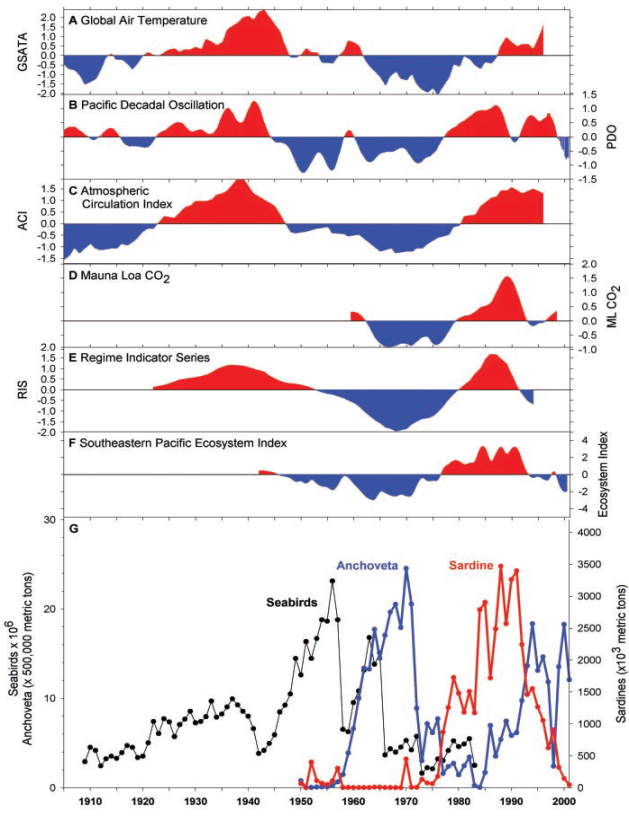 A Global Air Temperature
GSATA
2.0
1.5
1.0
0.5
0.0
-0.5
-1.0
-1.5
-2.0
B Pacific Decadal Oscillation
1.5
1.0
0.5
0.0
-0.5
-1.0
-1.5
PDO
C Atmospheric
Circulation Index
ACI
1.5
1.0
0.5
0.0
-0.5
-1.0
-1.5
D Mauna Loa CO2
2.0
1.5
1.0
0.5
0.0
-0.5
-1.0
ML CO2
E Regime Indicator Series
RIS
2.0
1.5
1.0
0.5
0.0
-0.5
-1.0
-1.5
-2.0
F Southeastern Pacific Ecosystem Index
4
2
0
-2
-4
Ecosystem Index
G
Anchoveta
Sardine
Seabirds
Seabirds x 10^6
Anchoveta (x 500,000 metric tons)
30
20
10
0
4000
3500
3000
2500
2000
1500
1000
500
0
Sardines (x10³ metric tons)
1910 1920 1930 1940 1950 1960 1970 1980 1990 2000